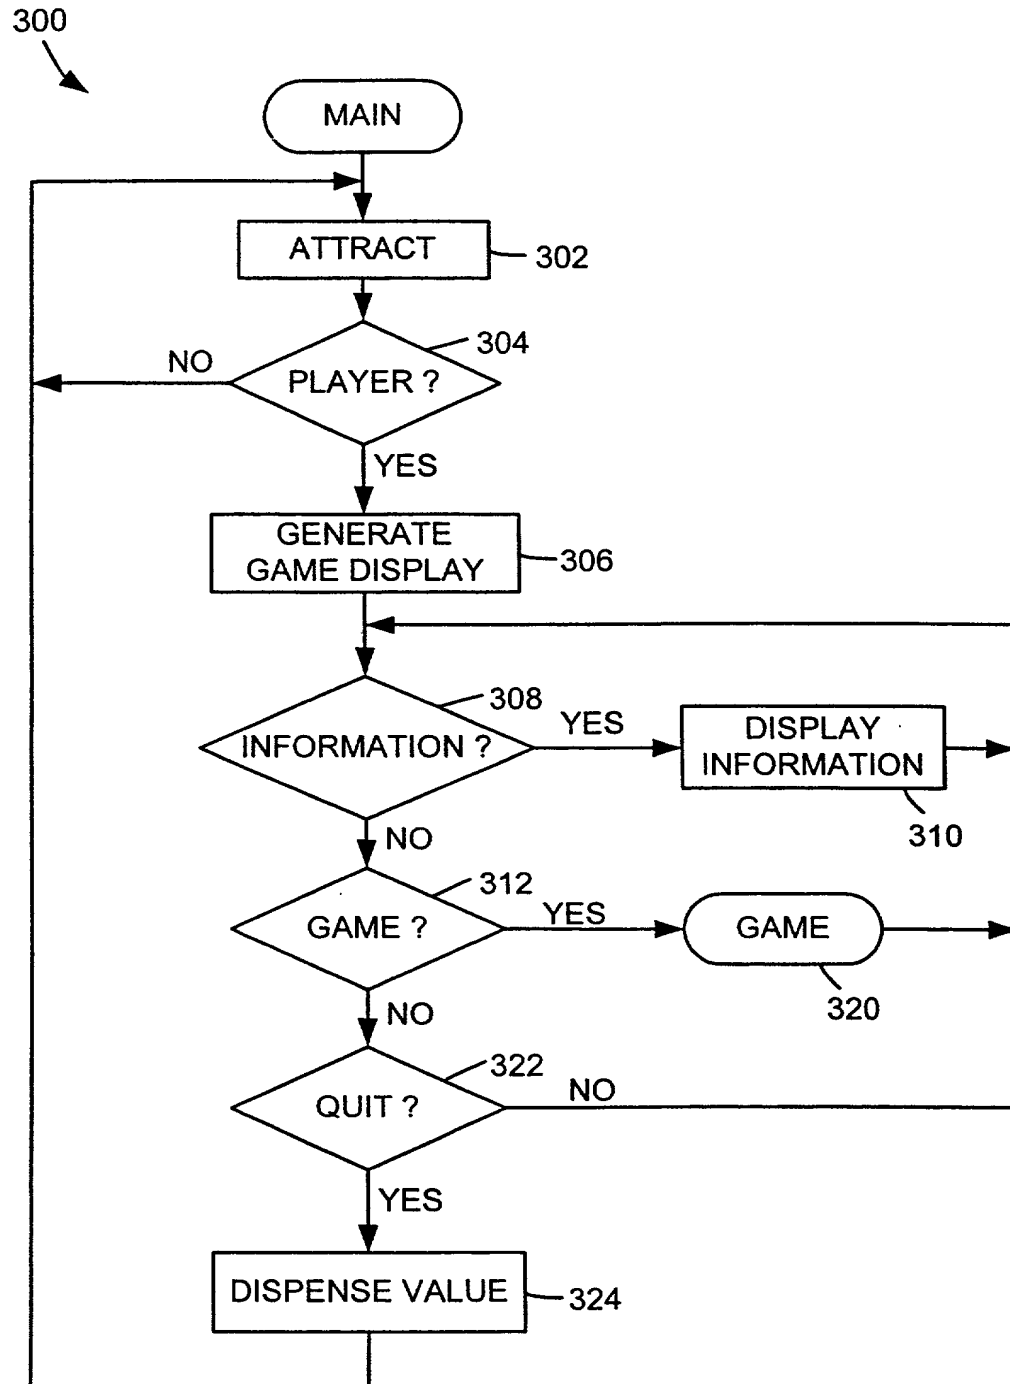 300
MAIN
ATTRACT
302
304
NO
PLAYER ?
YES
GENERATE
GAME DISPLAY
306
308
INFORMATION ?
YES
DISPLAY
INFORMATION
310
NO
312
GAME ?
YES
GAME
320
NO
322
QUIT ?
NO
YES
DISPENSE VALUE
324